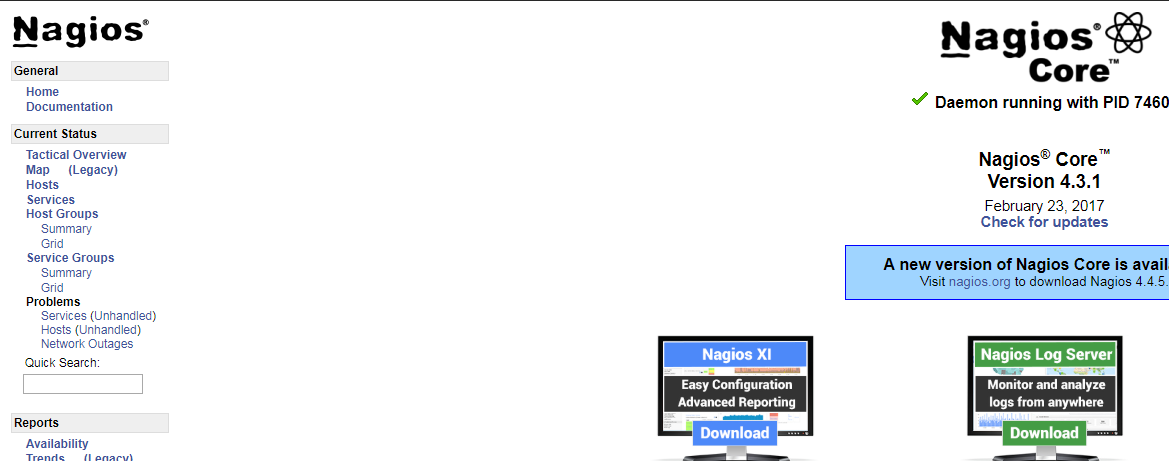 Nagios®
General
Home
Documentation
Current Status
Tactical Overview
Map (Legacy)
Hosts
Services
Host Groups
Summary
Grid
Service Groups
Summary
Grid
Problems
Services (Unhandled)
Hosts (Unhandled)
Network Outages
Quick Search:
Reports
Availability
Trends (Legacy)
Nagios®
Core™
Daemon running with PID 7460
Nagios® Core™
Version 4.3.1
February 23, 2017
Check for updates
A new version of Nagios Core is avail
Visit nagios.org to download Nagios 4.4.5.
Nagios XI
Easy Configuration
Advanced Reporting
Download
Nagios Log Server
Monitor and analyze
logs from anywhere
Download